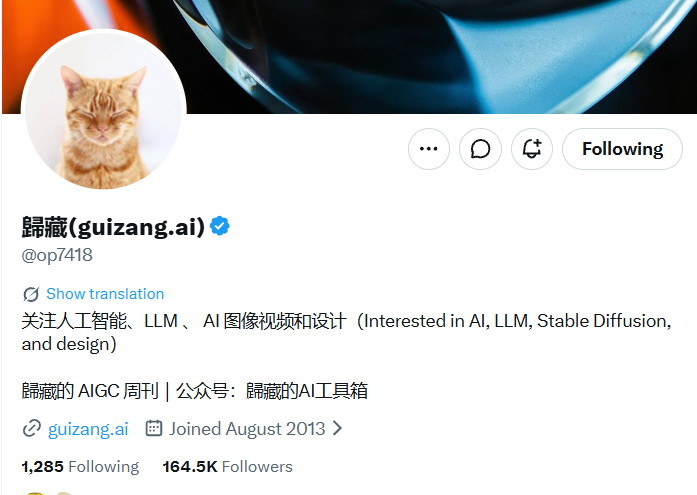 Following
歸藏(guizang.ai)
@op7418
Show translation
关注人工智能、LLM 、 AI 图像视频和设计（Interested in AI, LLM, Stable Diffusion,
and design）
歸藏的 AIGC 周刊｜公众号：歸藏的AI工具箱
guizang.ai Joined August 2013
1,285 Following 164.5K Followers